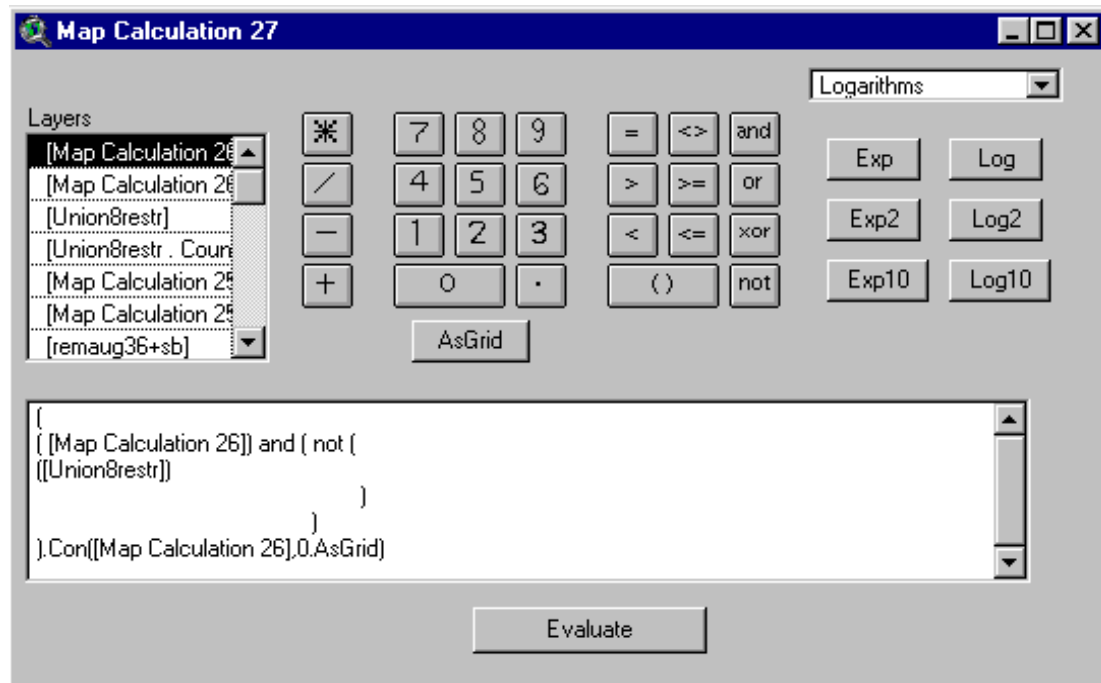 Map Calculation 27
Logarithms
Layers
[Map Calculation 26
[Map Calculation 26
[Union8restr]
[Union8restr . Coun
[Map Calculation 25
[Map Calculation 25
[remaug36+sb]
* 7 8 9 = <> and
/ 4 5 6 > >= or
- 1 2 3 < <= xor
+ 0 . ( ) not
AsGrid
Exp Log
Exp2 Log2
Exp10 Log10
(
( [Map Calculation 26]) and ( not (
([Union8restr])
)
)
).Con([Map Calculation 26],0.AsGrid)
Evaluate